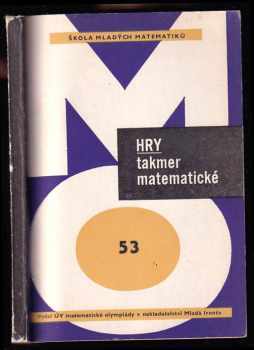 ŠKOLA MLADÝCH MATEMATIKŮ
HRY
takmer
matematické
53
Vydal ÚV matematické olympiády v nakladatelství Mladá fronta